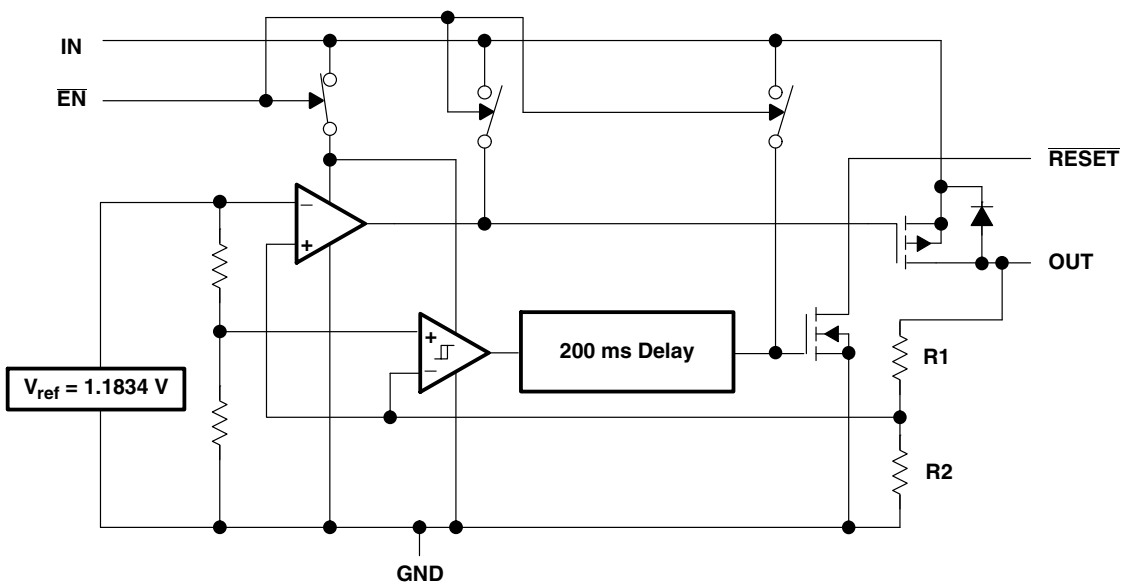 IN
EN
RESET
−
+
OUT
+
−
200 ms Delay
R1
Vref = 1.1834 V
R2
GND